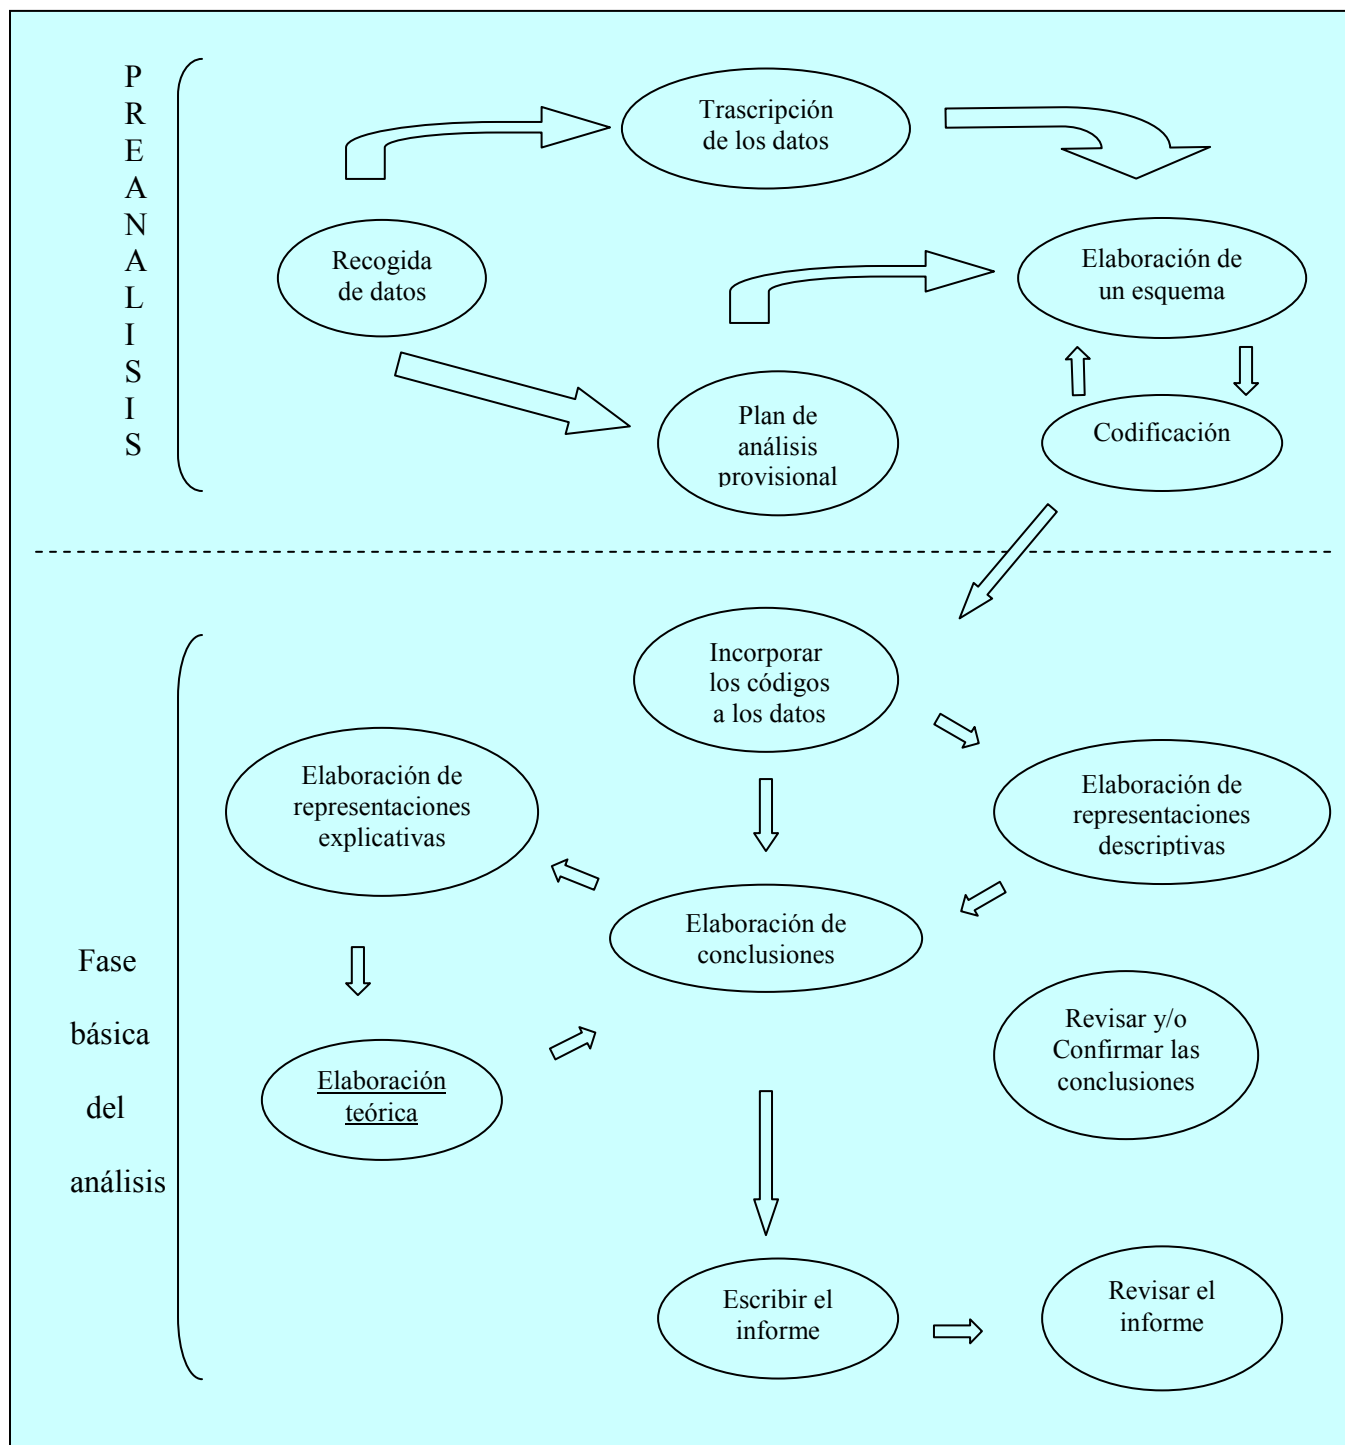 PREANALISIS
Trascripción
de los datos
Recogida
de datos
Elaboración de
un esquema
Plan de
análisis
provisional
Codificación
Incorporar
los códigos
a los datos
Elaboración de
representaciones
explicativas
Elaboración de
representaciones
descriptivas
Elaboración de
conclusiones
Fase
básica
del
análisis
Revisar y/o
Confirmar las
conclusiones
Elaboración
teórica
Escribir el
informe
Revisar el
informe